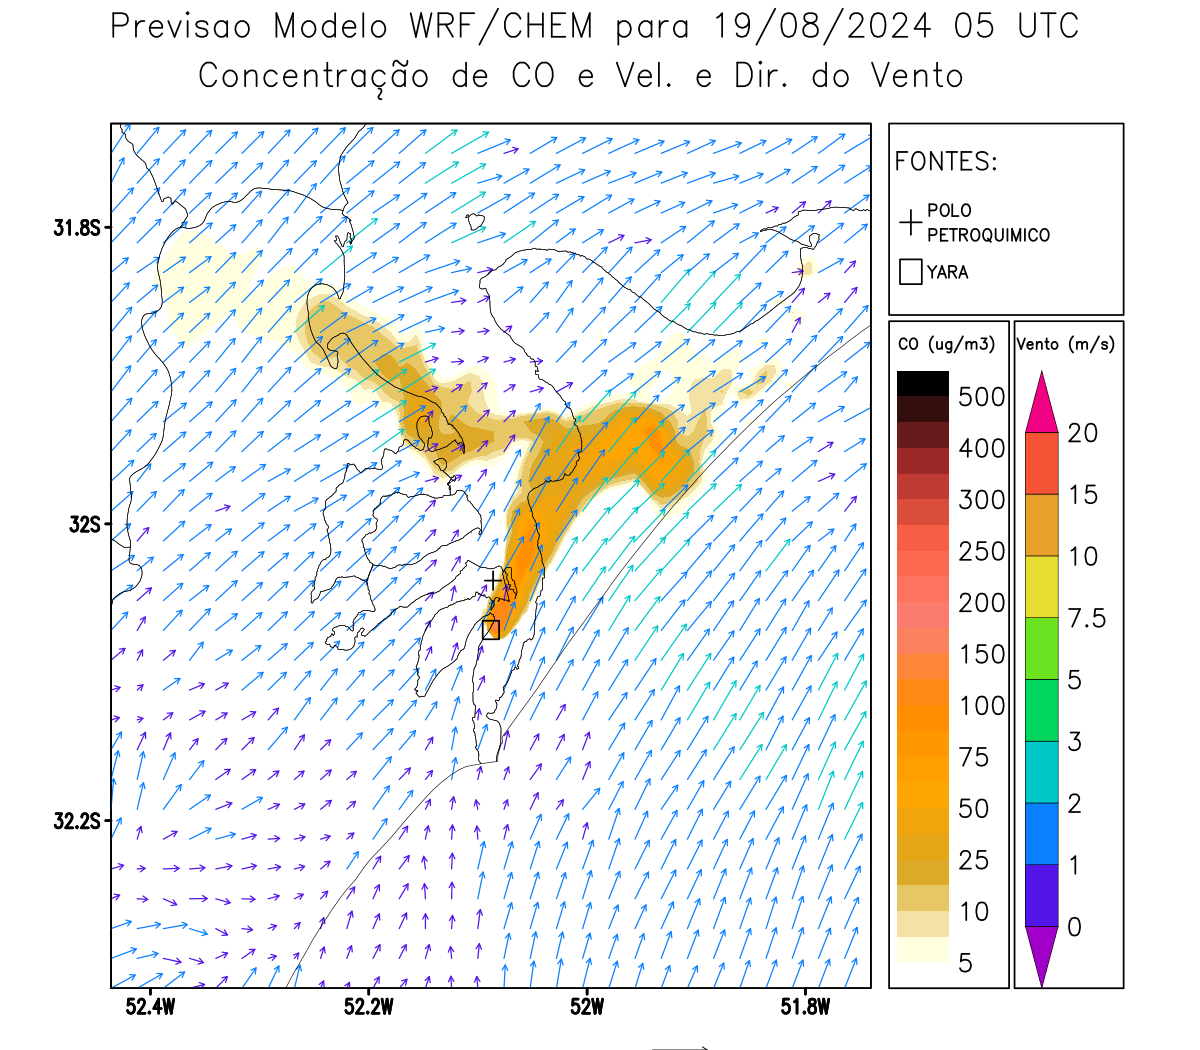 Previsao Modelo WRF/CHEM para 19/08/2024 05 UTC
Concentração de CO e Vel. e Dir. do Vento
FONTES:
POLO
PETROQUIMICO
YARA
CO (ug/m3)
500
400
300
250
200
150
100
75
50
25
10
5
Vento (m/s)
20
15
10
7.5
5
3
2
1
0
31.8S
32S
32.2S
52.4W
52.2W
52W
51.8W